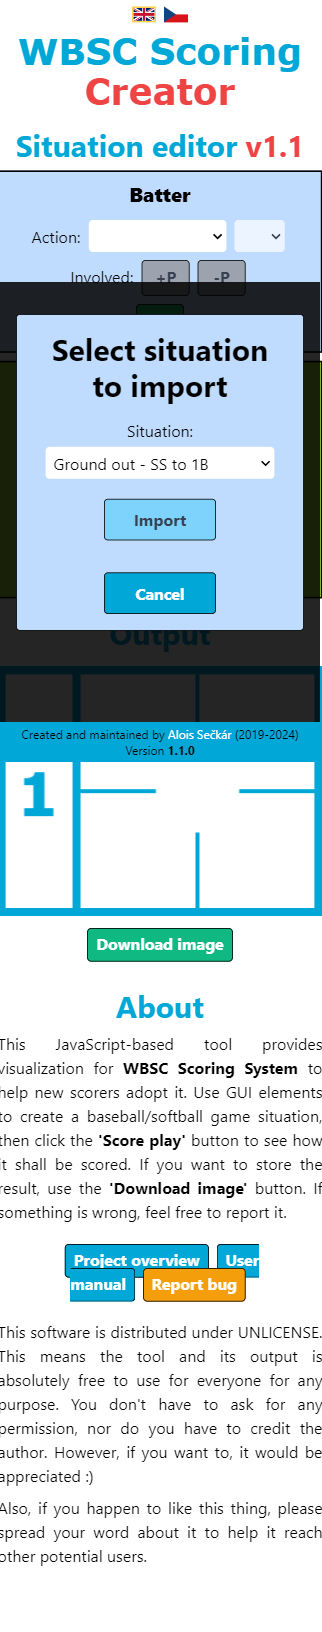 WBSC Scoring
Creator
Situation editor v1.1
Batter
Action:
Involved: +P -P
Select situation
to import
Situation:
Ground out - SS to 1B
Import
Cancel
Output
Created and maintained by Alois Sečkár (2019-2024)
Version 1.1.0
1
Download image
About
This JavaScript-based tool provides
visualization for WBSC Scoring System to
help new scorers adopt it. Use GUI elements
to create a baseball/softball game situation,
then click the 'Score play' button to see how
it shall be scored. If you want to store the
result, use the 'Download image' button. If
something is wrong, feel free to report it.
Project overview User
manual Report bug
This software is distributed under UNLICENSE.
This means the tool and its output is
absolutely free to use for everyone for any
purpose. You don't have to ask for any
permission, nor do you have to credit the
author. However, if you want to, it would be
appreciated :)
Also, if you happen to like this thing, please
spread your word about it to help it reach
other potential users.